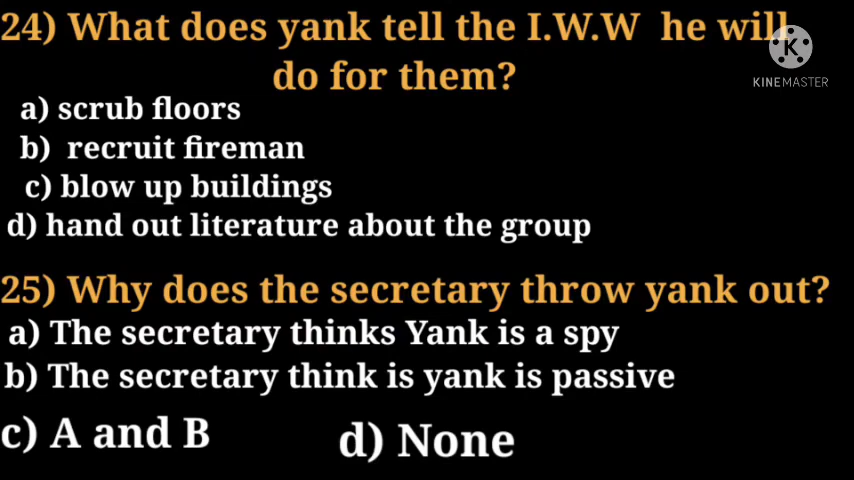 24) What does yank tell the I.W.W he will
do for them?
KINEMASTER
a) scrub floors
b) recruit fireman
c) blow up buildings
d) hand out literature about the group
25) Why does the secretary throw yank out?
a) The secretary thinks Yank is a spy
b) The secretary think is yank is passive
c) A and B
d) None